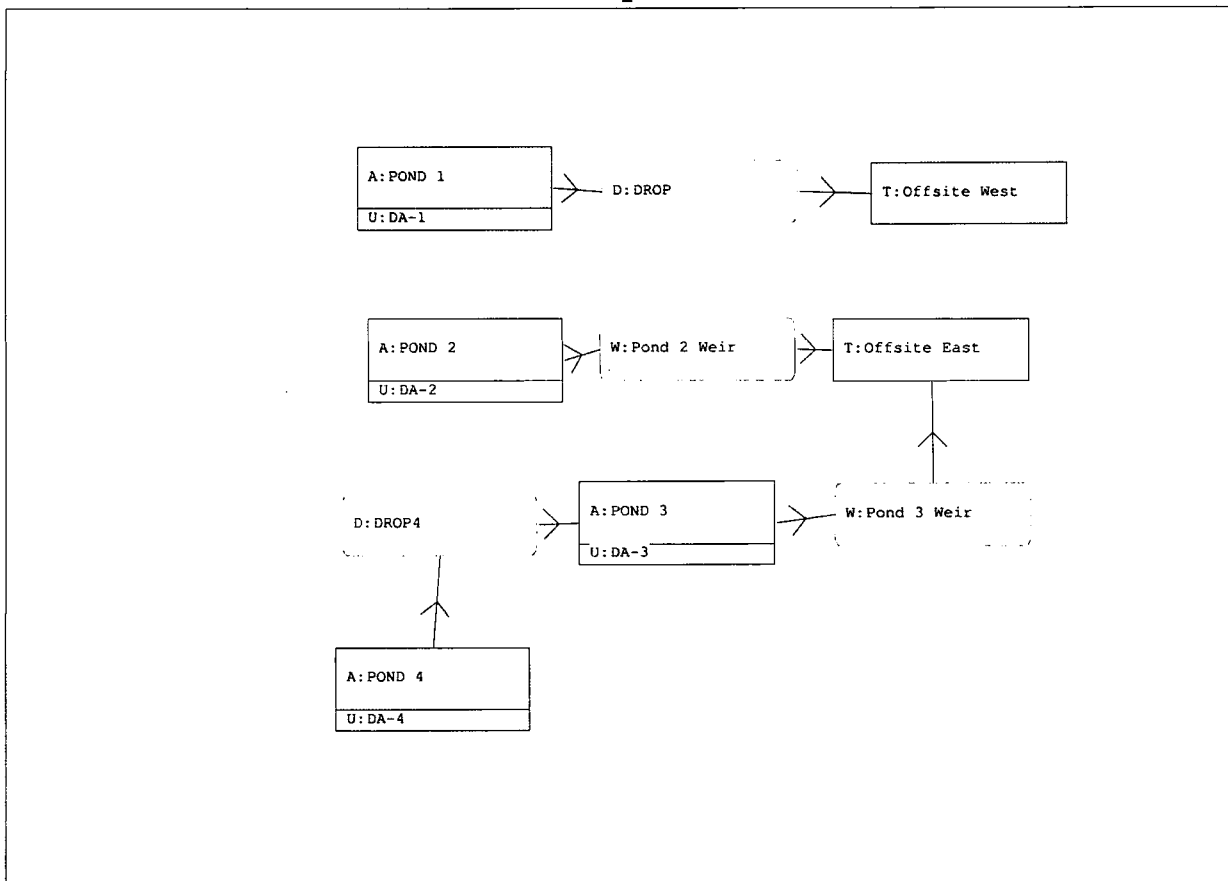 A:POND 1
D:DROP
T:Offsite West
U:DA-1
A:POND 2
W:Pond 2 Weir
T:Offsite East
U:DA-2
D:DROP4
A:POND 3
W:Pond 3 Weir
U:DA-3
A:POND 4
U:DA-4